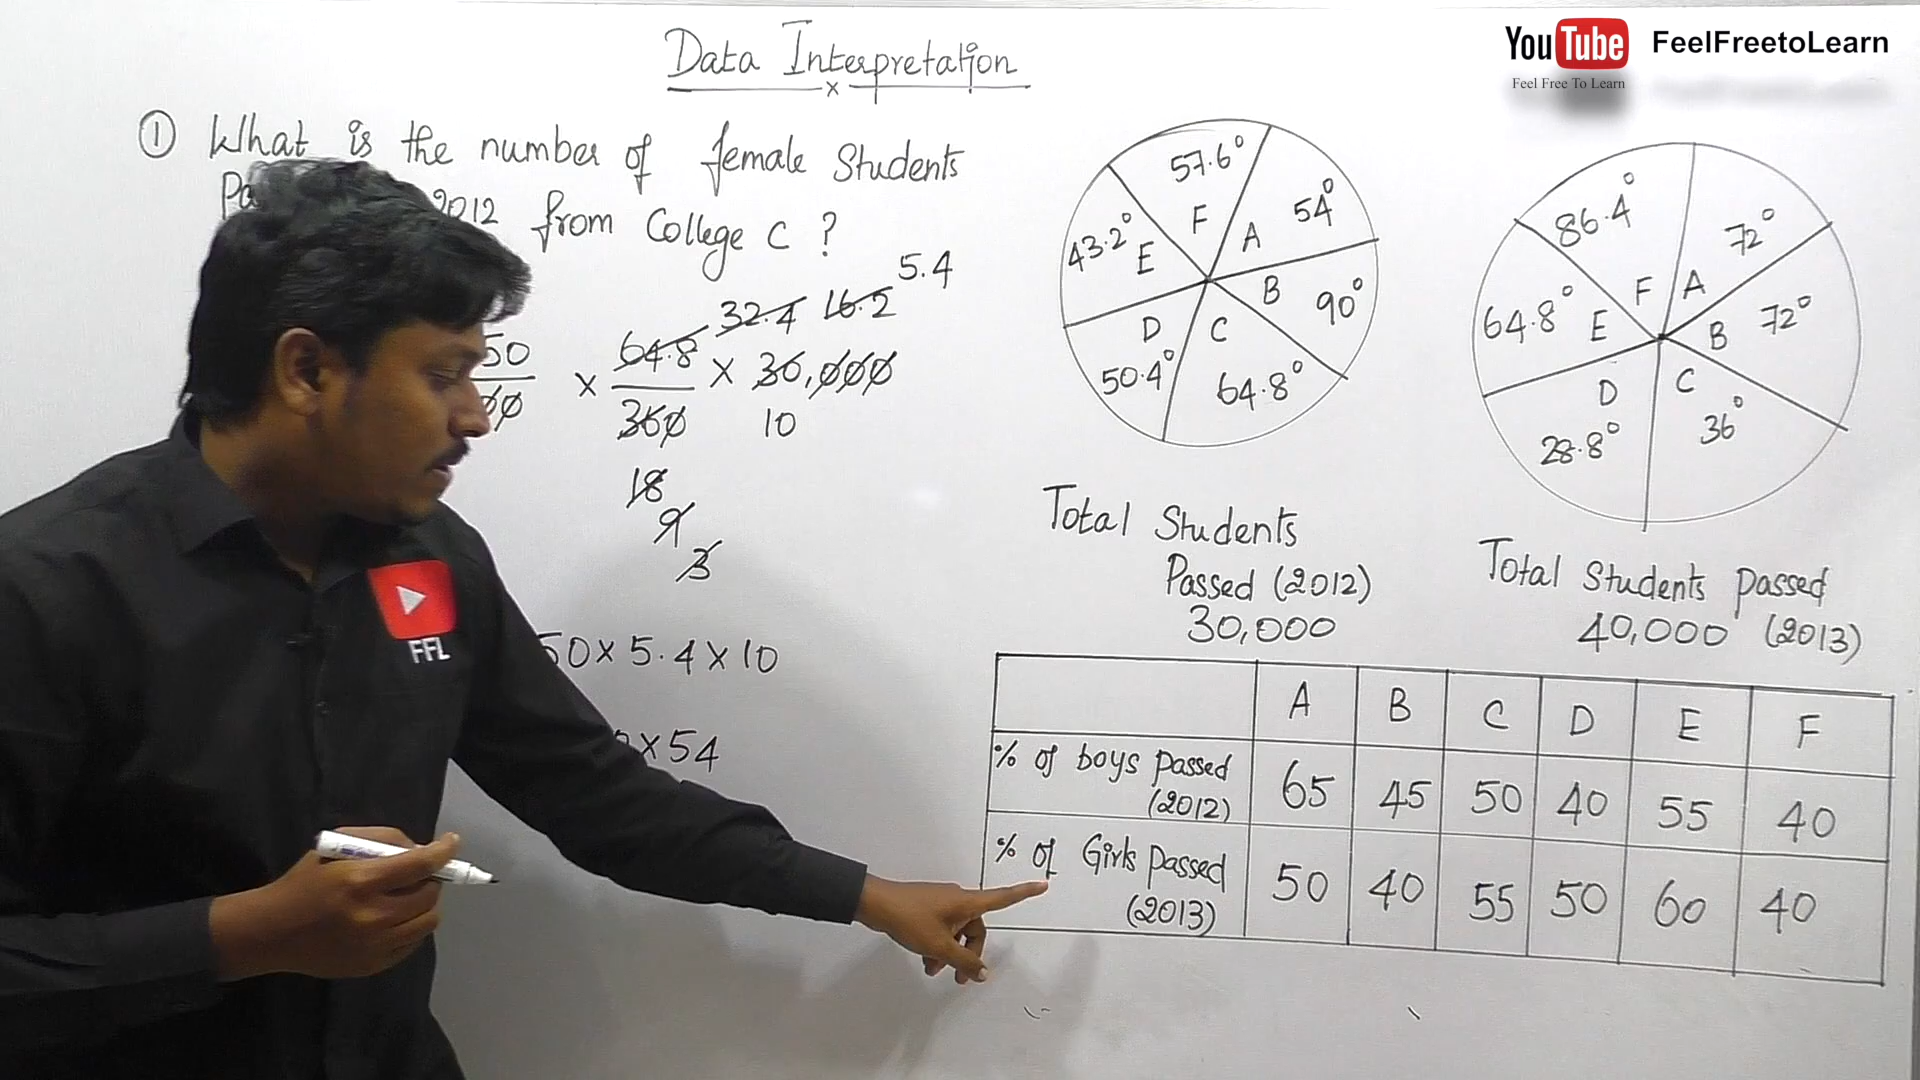 Data Interpretation
x
YouTube FeelFreetoLearn
Feel Free To Learn
① What is the number of female Students
2012 from College C ?
5.4
32.4 16.2
50 × 64.8 × 30,000
360 10
18
9
3
50 × 5.4 × 10
× 54
57.6°
54°
43.2°
F
A
E
B
90°
D
C
50.4°
64.8°
Total Students
Passed (2012)
30,000
86.4°
72°
64.8°
F
A
E
B
72°
D
C
28.8°
36°
Total Students passed
40,000 (2013)
A B C D E F
% of boys passed
(2012)
65 45 50 40 55 40
% of Girls passed
(2013)
50 40 55 50 60 40
FFL